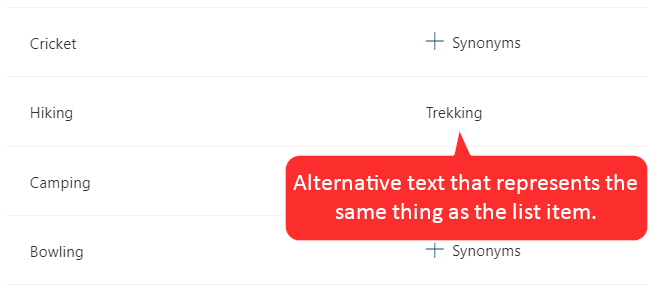 Cricket
Synonyms
Hiking
Trekking
Camping
Alternative text that represents the
same thing as the list item.
Bowling
Synonyms